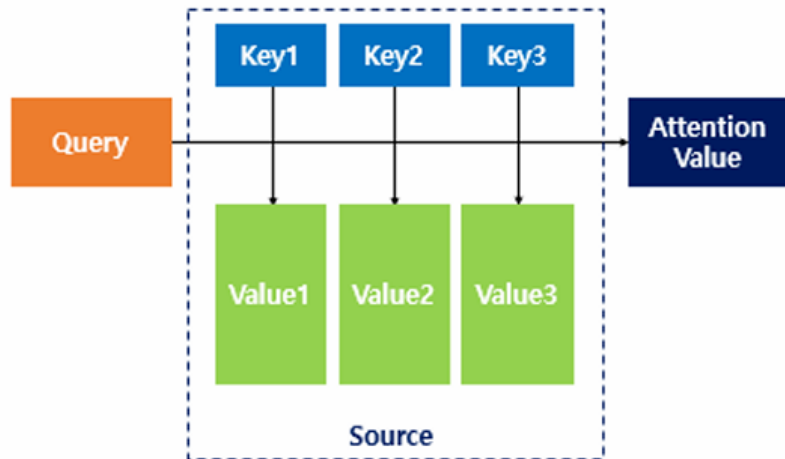 Key1
Key2
Key3
Query
Attention
Value
Value1
Value2
Value3
Source